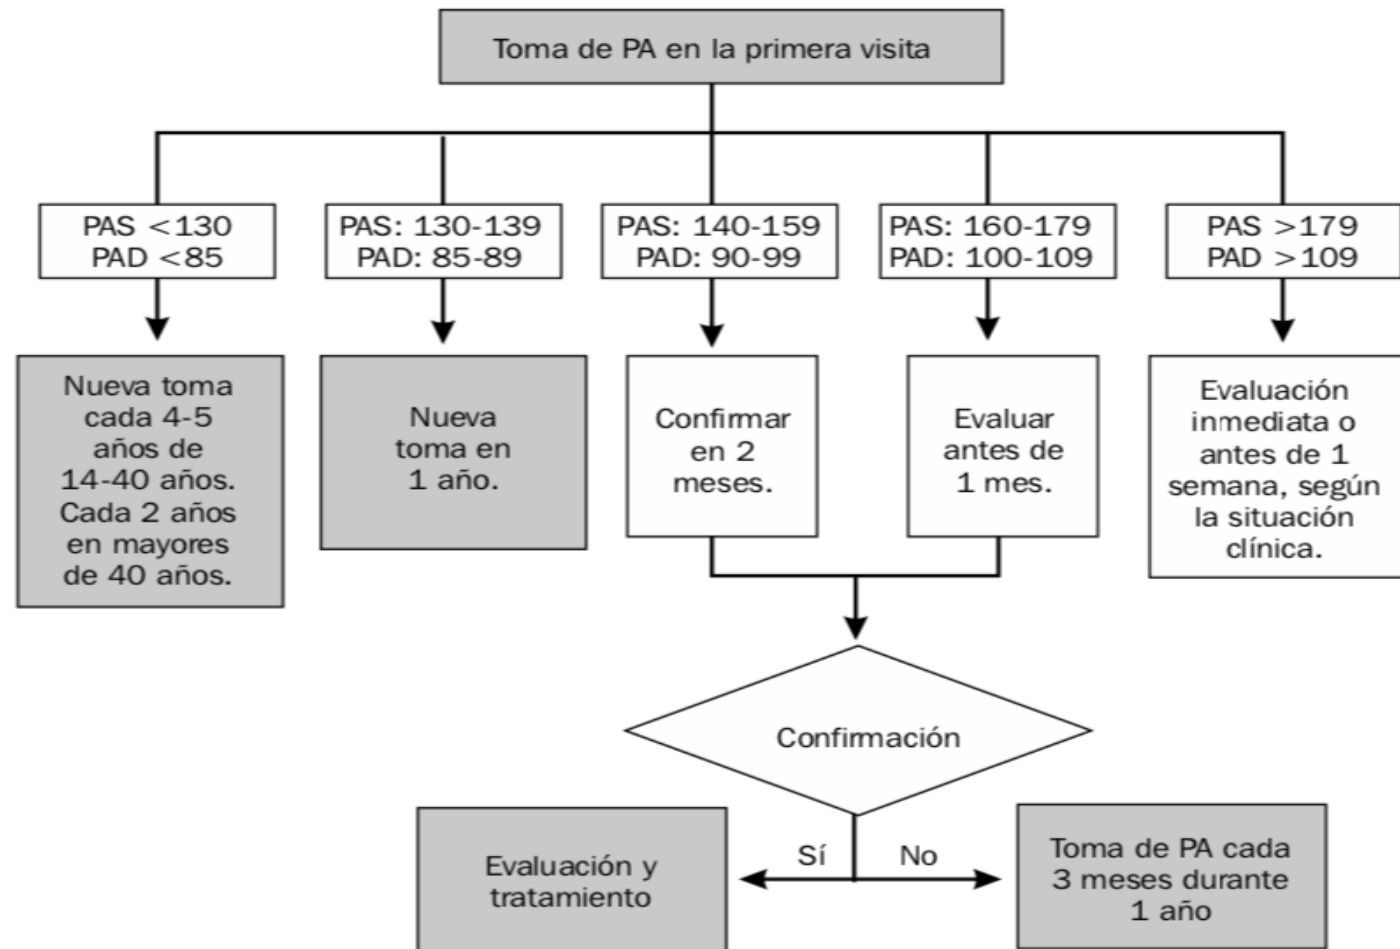 Toma de PA en la primera visita
PAS <130
PAD <85
PAS: 130-139
PAD: 85-89
PAS: 140-159
PAD: 90-99
PAS: 160-179
PAD: 100-109
PAS >179
PAD >109
Nueva toma
cada 4-5
años de
14-40 años.
Cada 2 años
en mayores
de 40 años.
Nueva
toma en
1 año.
Confirmar
en 2
meses.
Evaluar
antes de
1 mes.
Evaluación
inmediata o
antes de 1
semana, según
la situación
clínica.
Confirmación
Sí
No
Evaluación y
tratamiento
Toma de PA cada
3 meses durante
1 año